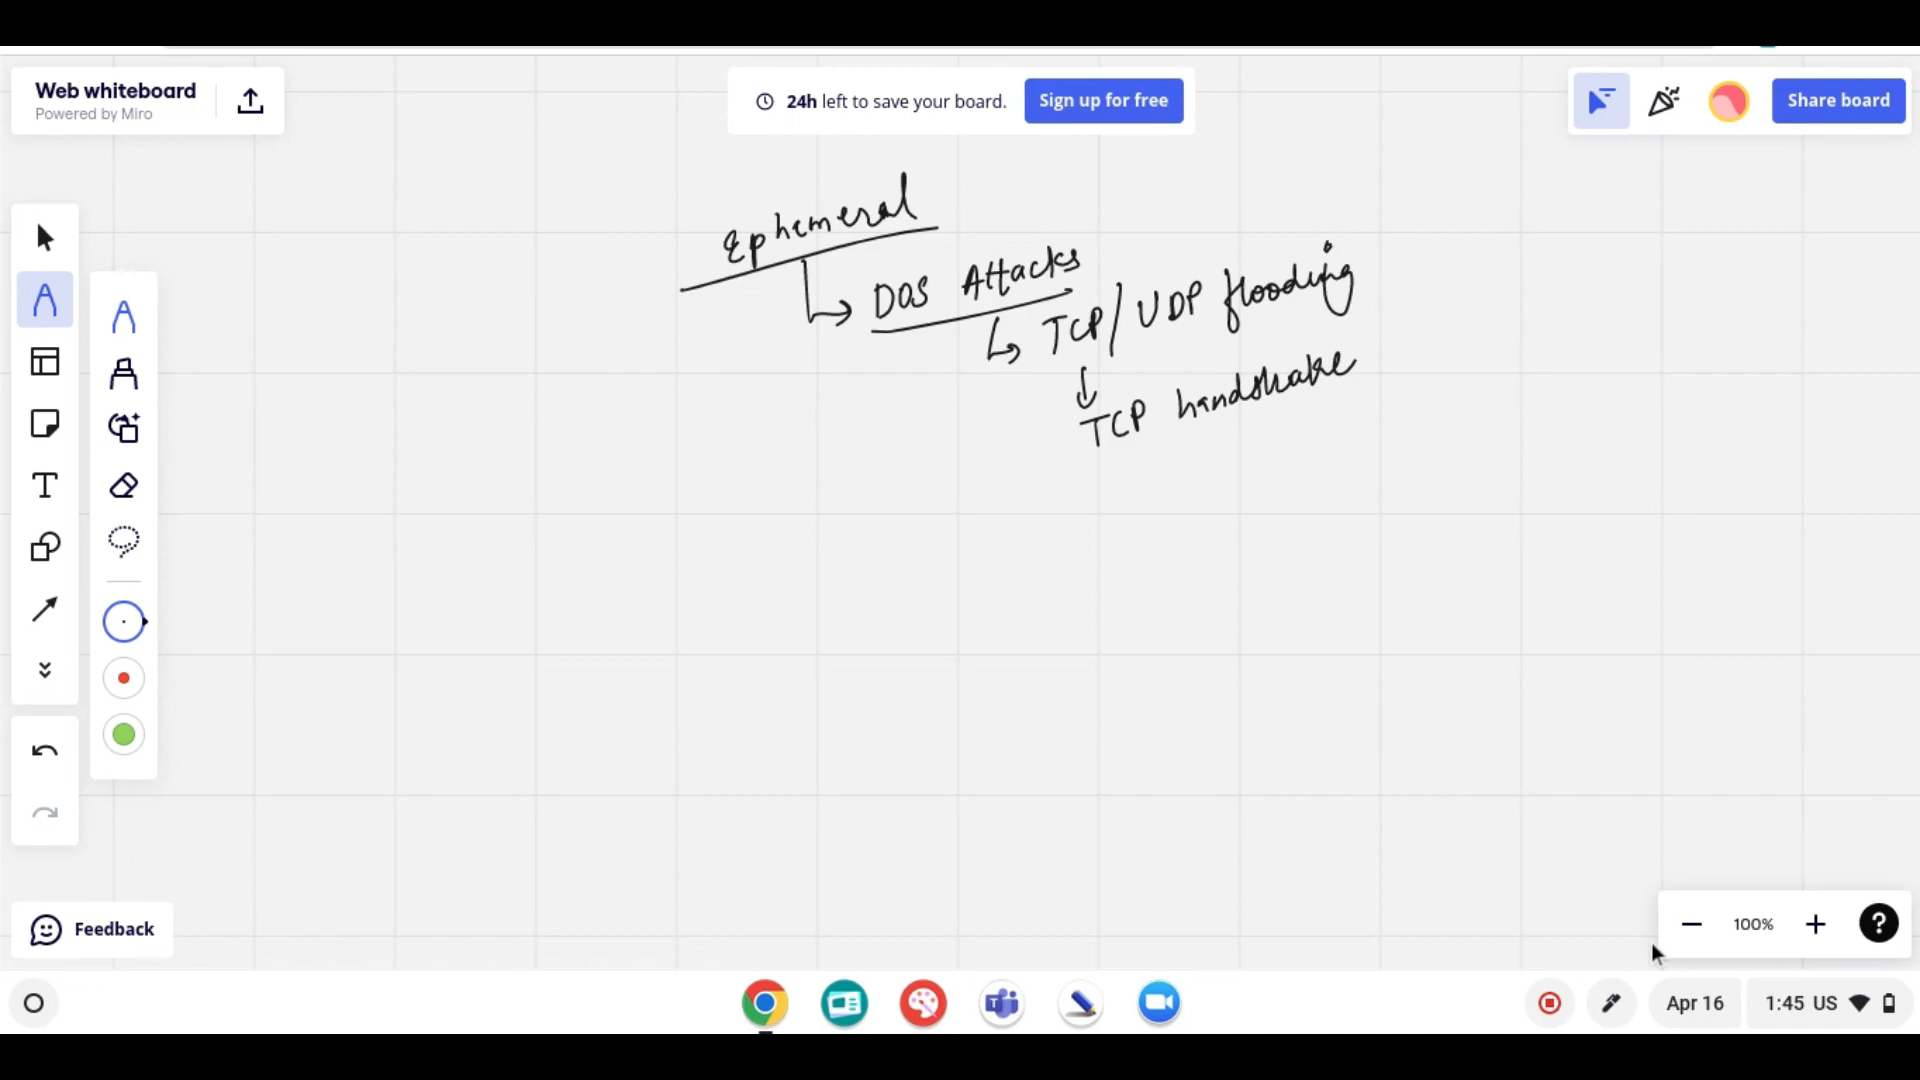 Web whiteboard
Powered by Miro
24h left to save your board.
Sign up for free
Share board
Ephemeral
DOS Attacks
TCP/UDP flooding
TCP handshake
T
Feedback
100%
?
Apr 16
1:45 US